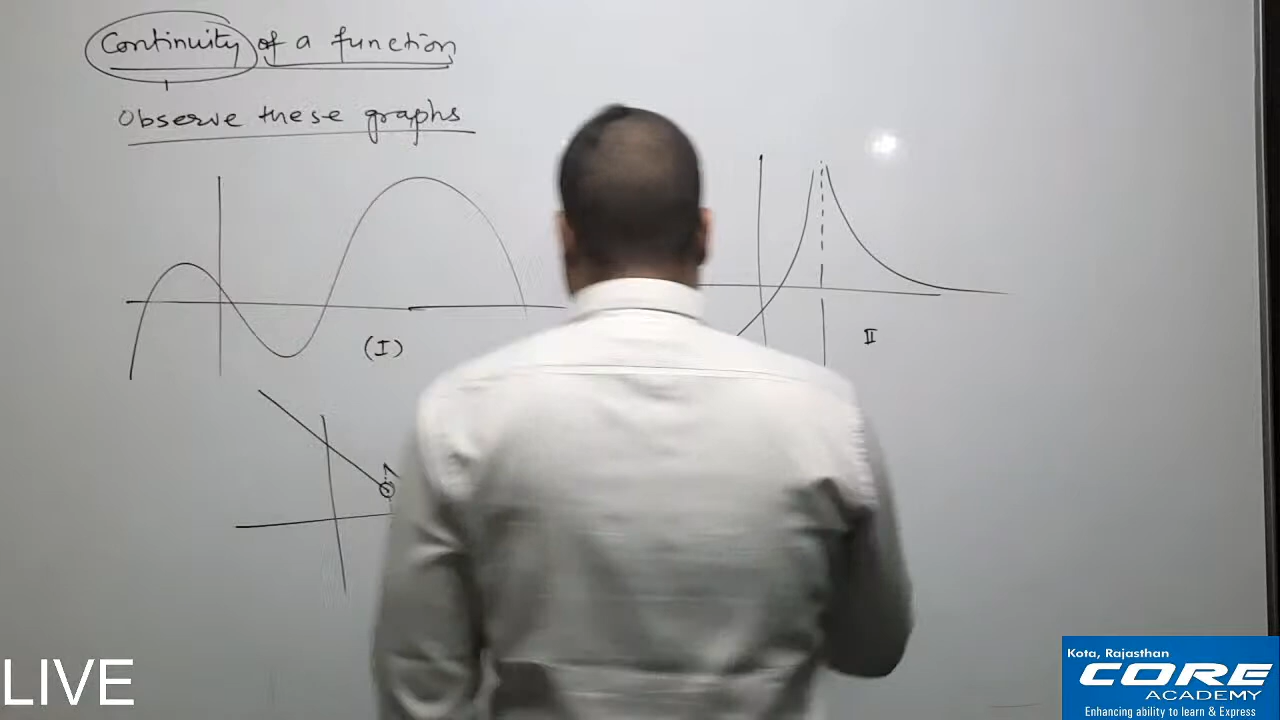 Continuity of a function
Observe these graphs
(I)
II
LIVE
Kota, Rajasthan
CORE
ACADEMY
Enhancing ability to learn & Express